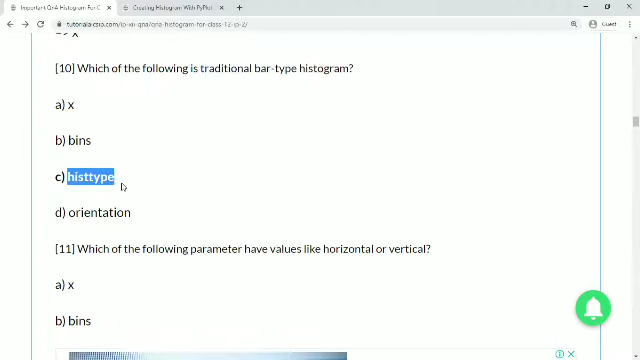 Important QnA Histogram For C
Creating Histogram With PyPlot
tutorialaicsip.com/ip-xii-qna/qna-histogram-for-class-12-ip-2/
Guest
[10] Which of the following is traditional bar-type histogram?
a) x
b) bins
c) histtype
d) orientation
[11] Which of the following parameter have values like horizontal or vertical?
a) x
b) bins